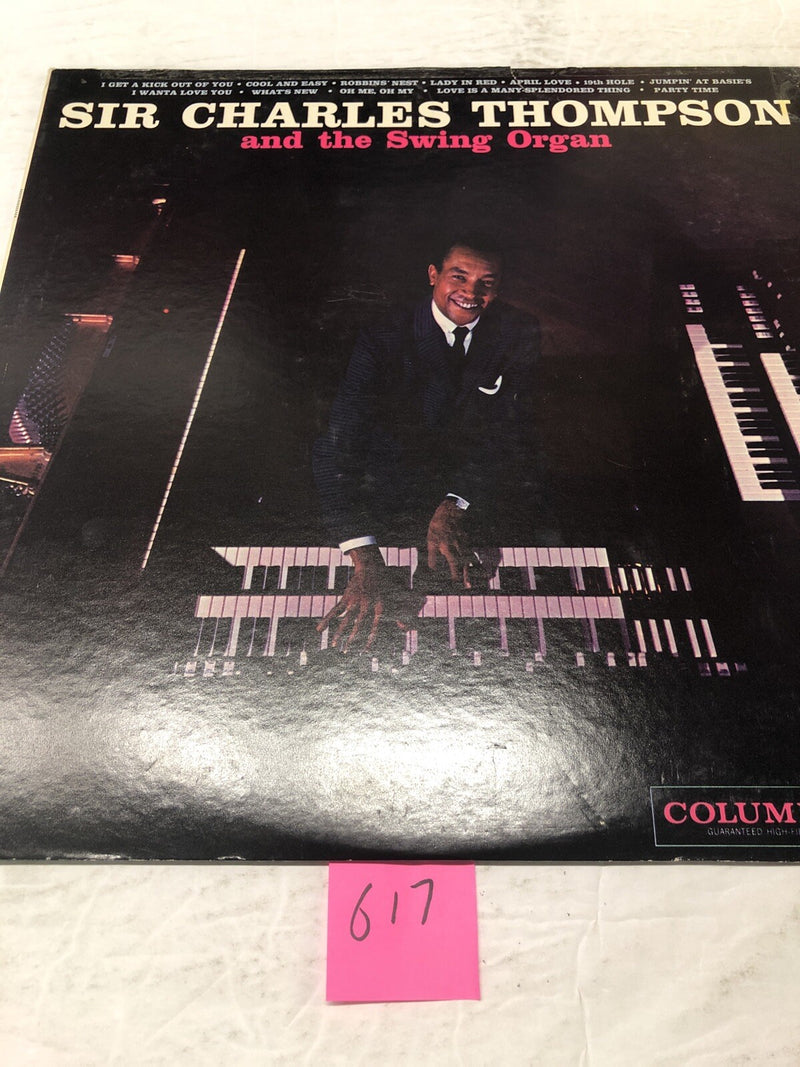 I GET A KICK OUT OF YOU • COOL AND EASY • ROBBINS' NEST • LADY IN RED • APRIL LOVE • 19th HOLE • JUMPIN' AT BASIE'S
I WANTA LOVE YOU • WHAT'S NEW • OH ME, OH MY • LOVE IS A MANY-SPLENDORED THING • PARTY TIME
SIR CHARLES THOMPSON
and the Swing Organ
COLUM
GUARANTEED HIGH-FI
617